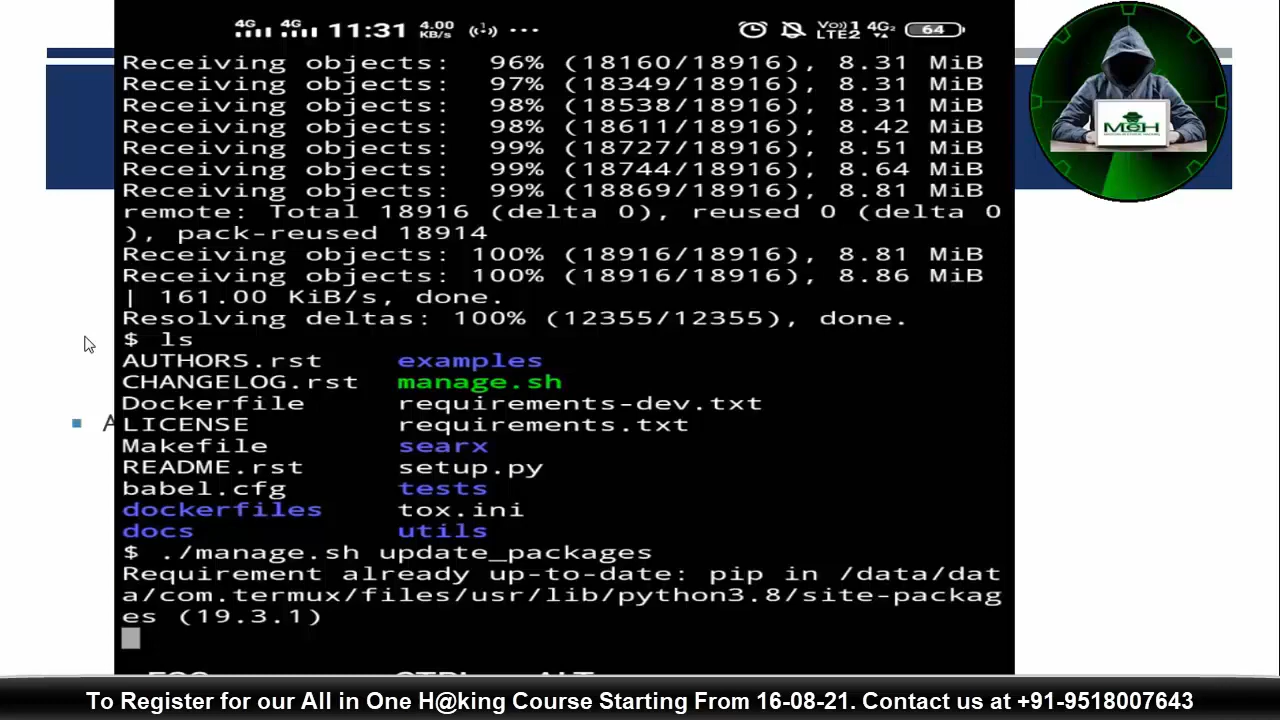 4G 4G 11:31 4.00 KB/s ... Vo) 1 LTE2 4G2 64
Receiving objects:  96% (18160/18916), 8.31 MiB
Receiving objects:  97% (18349/18916), 8.31 MiB
Receiving objects:  98% (18538/18916), 8.31 MiB
Receiving objects:  98% (18611/18916), 8.42 MiB
Receiving objects:  99% (18727/18916), 8.51 MiB
Receiving objects:  99% (18744/18916), 8.64 MiB
Receiving objects:  99% (18869/18916), 8.81 MiB
remote: Total 18916 (delta 0), reused 0 (delta 0
), pack-reused 18914
Receiving objects: 100% (18916/18916), 8.81 MiB
Receiving objects: 100% (18916/18916), 8.86 MiB
| 161.00 KiB/s, done.
Resolving deltas: 100% (12355/12355), done.
$ ls
AUTHORS.rst examples
CHANGELOG.rst manage.sh
Dockerfile requirements-dev.txt
LICENSE requirements.txt
Makefile searx
README.rst setup.py
babel.cfg tests
dockerfiles tox.ini
docs utils
$ ./manage.sh update_packages
Requirement already up-to-date: pip in /data/dat
a/com.termux/files/usr/lib/python3.8/site-packag
es (19.3.1)
MGH
To Register for our All in One H@king Course Starting From 16-08-21. Contact us at +91-9518007643